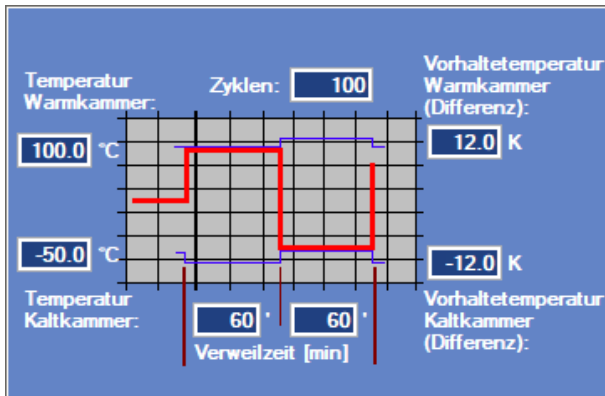 Temperatur
Warmkammer:
Zyklen: 100
Vorhaltetemperatur
Warmkammer
(Differenz):
100.0 °C
12.0 K
-50.0 °C
-12.0 K
Temperatur
Kaltkammer:
60 ' 60 '
Verweilzeit [min]
Vorhaltetemperatur
Kaltkammer
(Differenz):